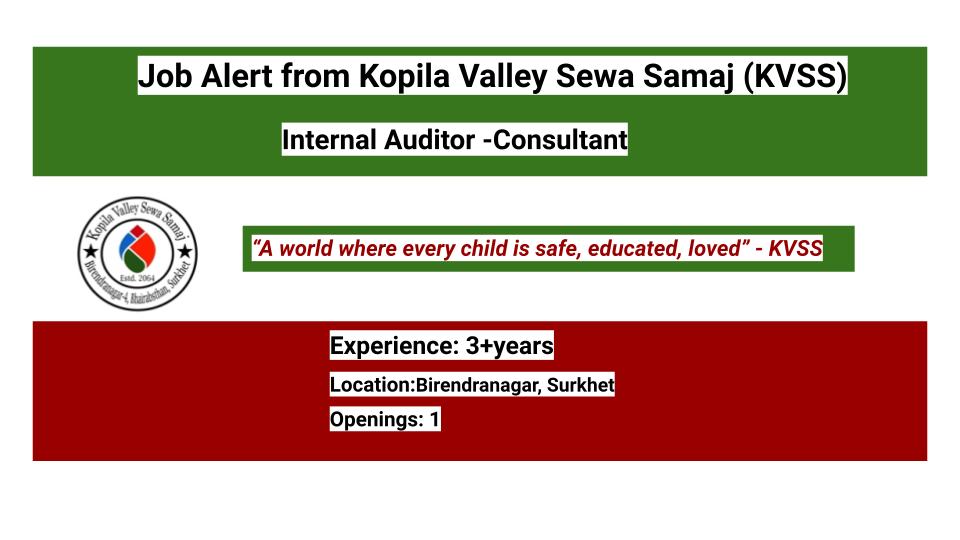 Job Alert from Kopila Valley Sewa Samaj (KVSS)
Internal Auditor -Consultant
Kopila Valley Sewa Samaj
Estd. 2064
Birendranagar-4, Bhairabsthan, Surkhet
“A world where every child is safe, educated, loved” - KVSS
Experience: 3+years
Location:Birendranagar, Surkhet
Openings: 1